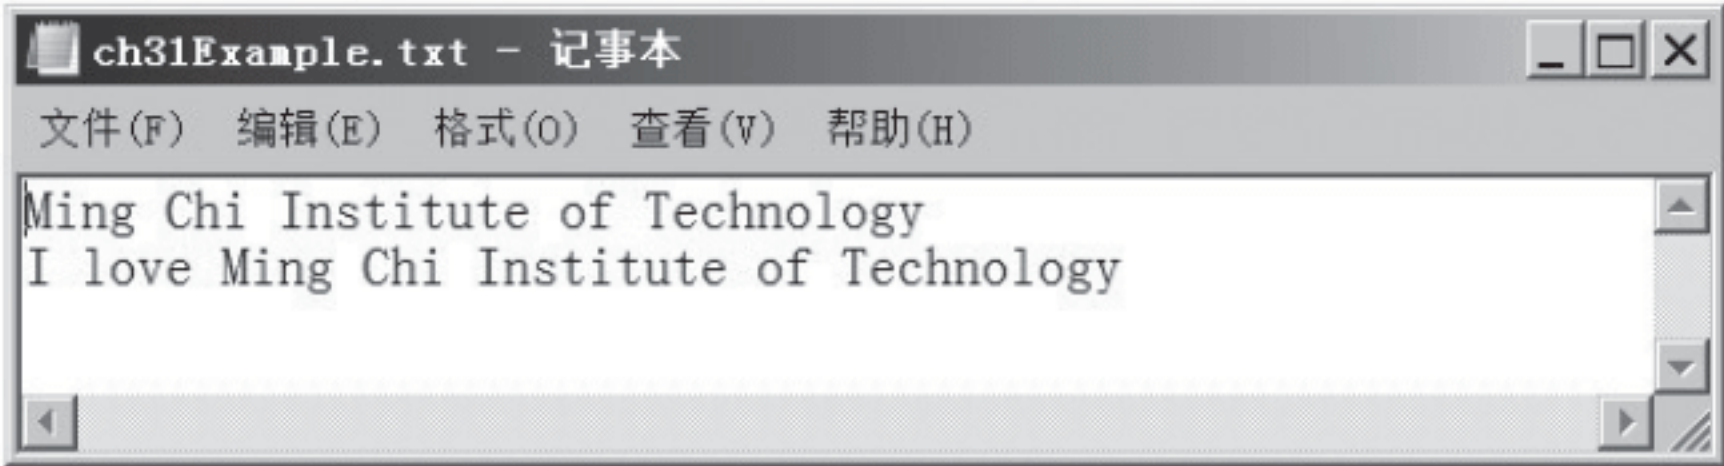 ch31Example.txt - 记事本
文件(F) 编辑(E) 格式(O) 查看(V) 帮助(H)
Ming Chi Institute of Technology
I love Ming Chi Institute of Technology